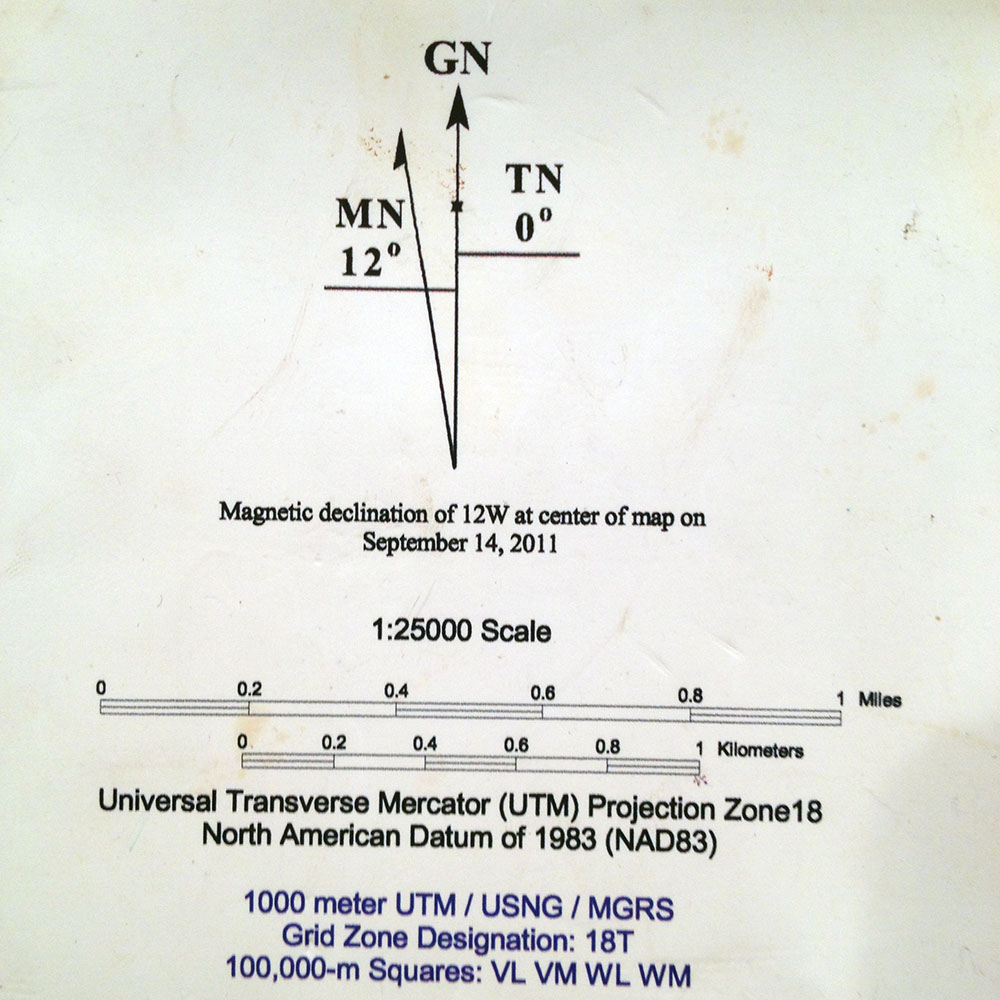 GN
TN
0°
MN
12°
Magnetic declination of 12W at center of map on
September 14, 2011
1:25000 Scale
0 0.2 0.4 0.6 0.8 1 Miles
0 0.2 0.4 0.6 0.8 1 Kilometers
Universal Transverse Mercator (UTM) Projection Zone18
North American Datum of 1983 (NAD83)
1000 meter UTM / USNG / MGRS
Grid Zone Designation: 18T
100,000-m Squares: VL VM WL WM